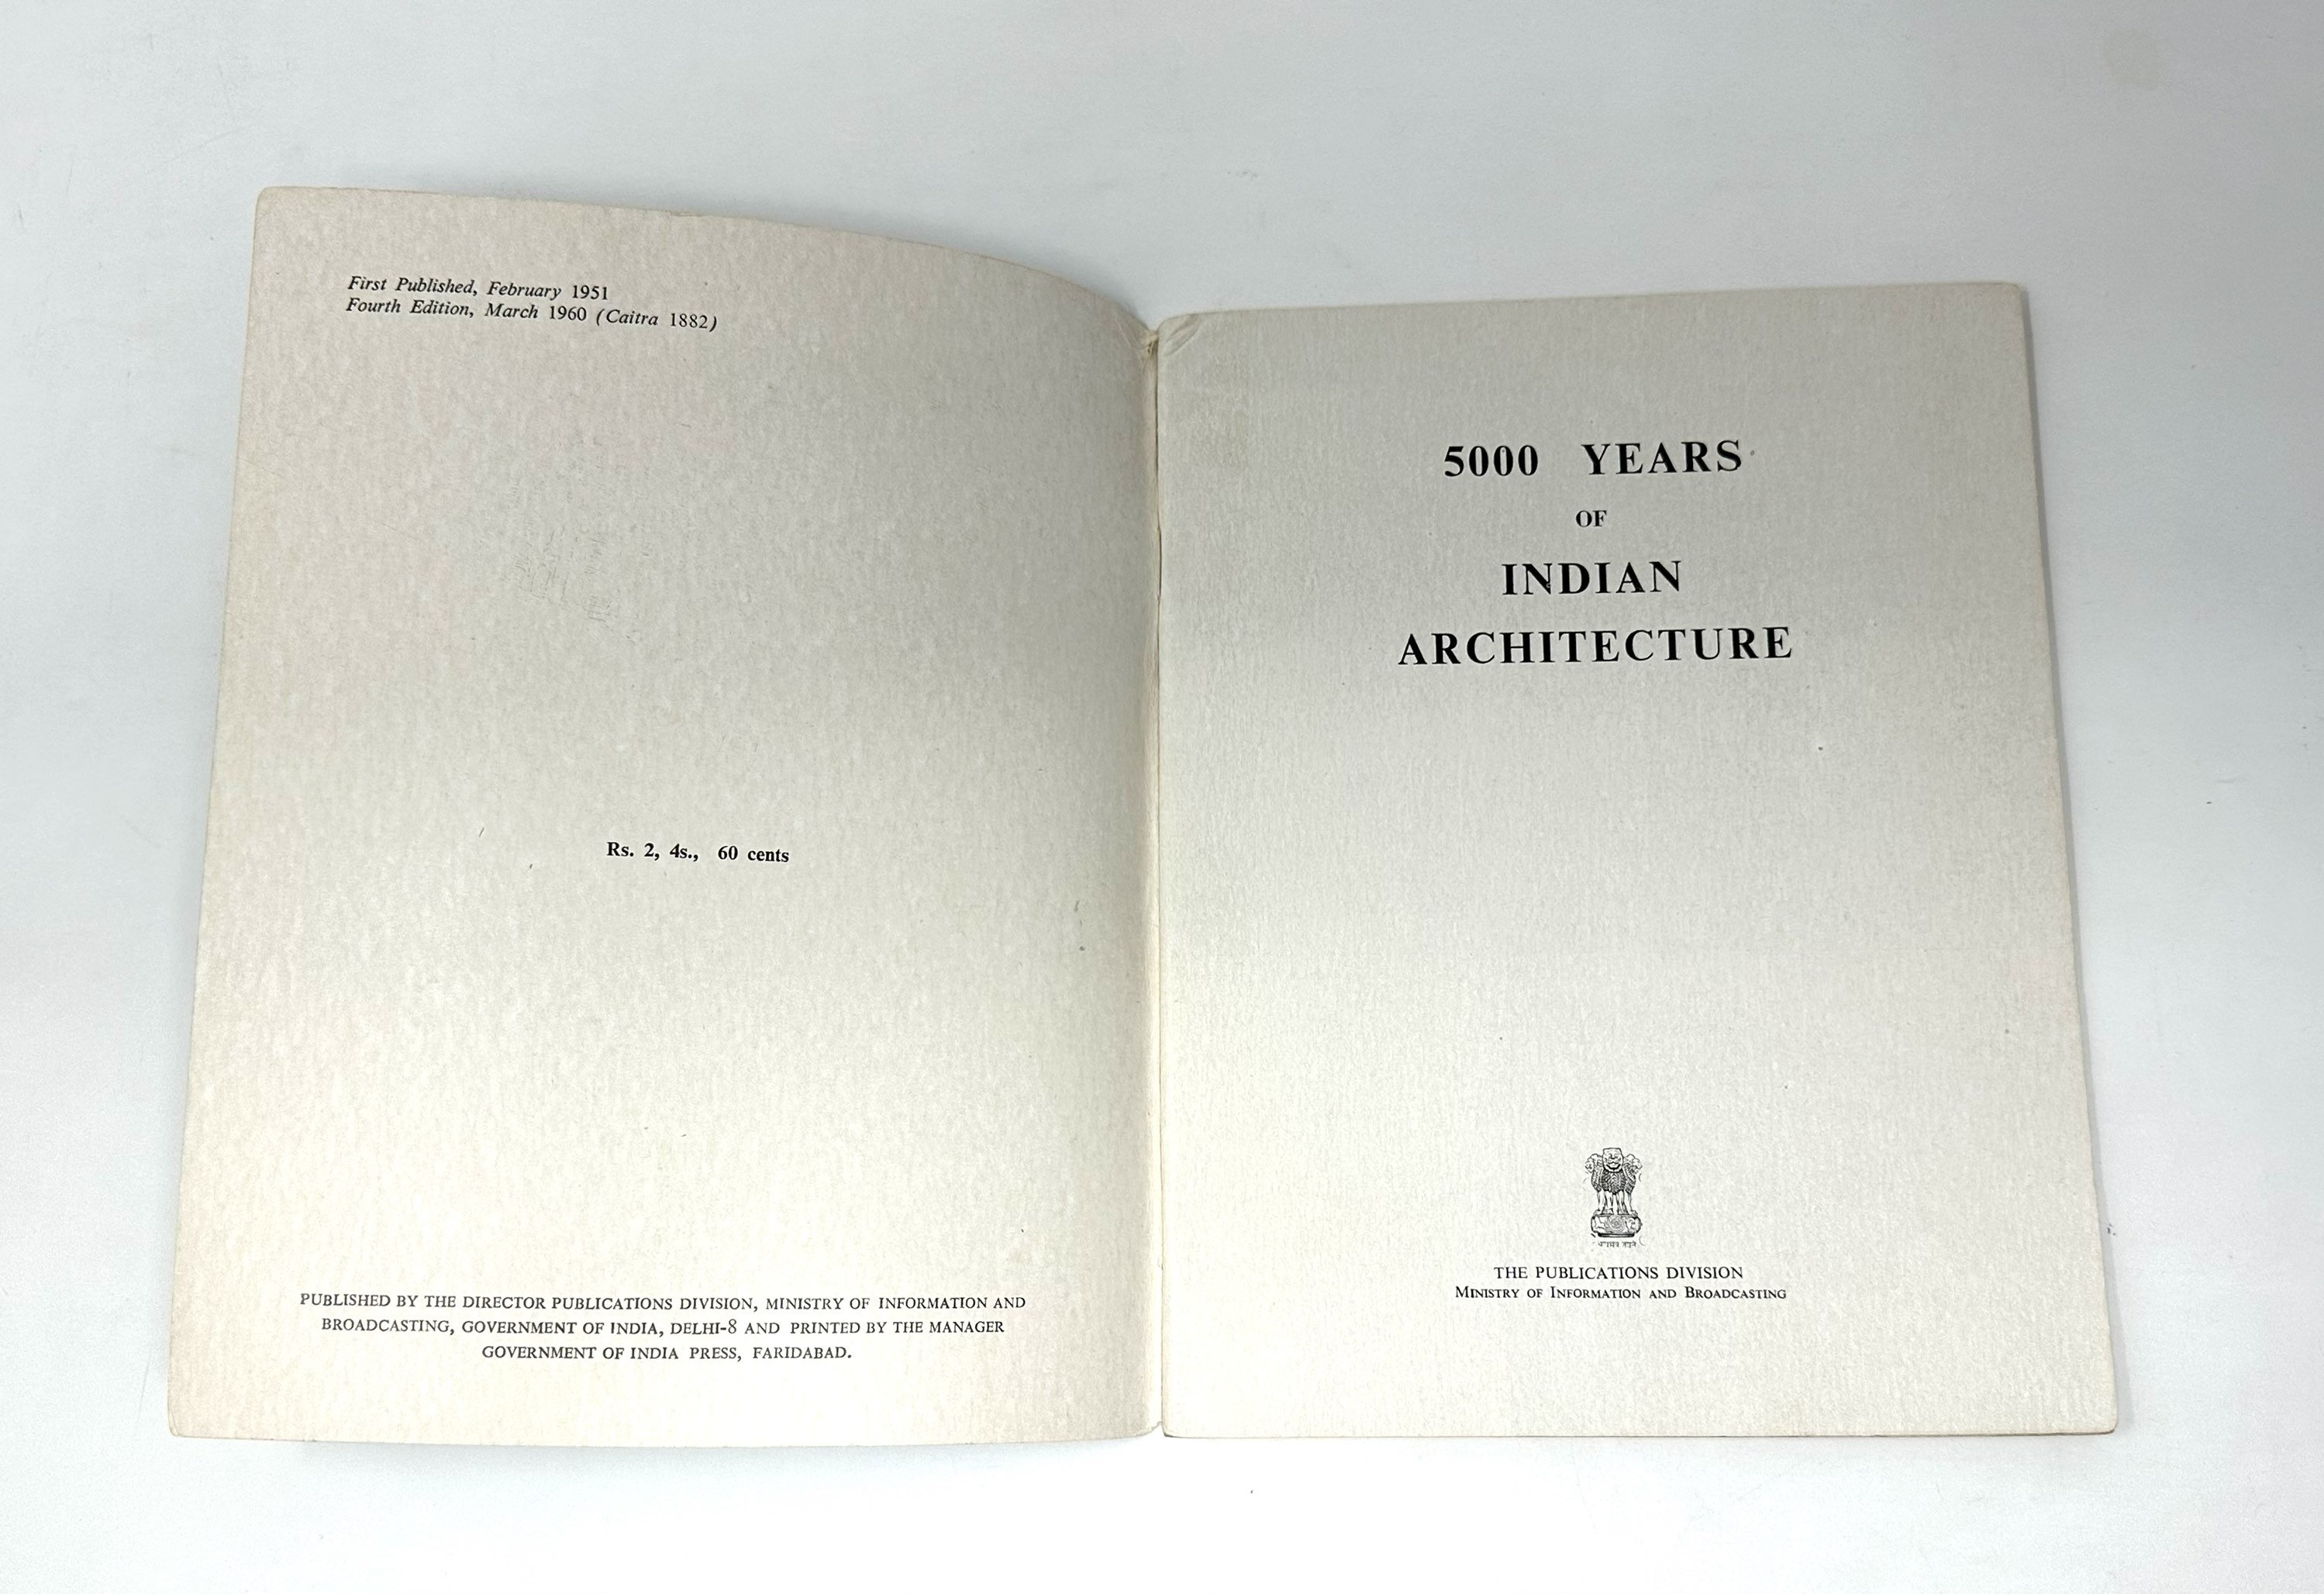 First Published, February 1951
Fourth Edition, March 1960 (Caitra 1882)
Rs. 2, 4s., 60 cents
PUBLISHED BY THE DIRECTOR PUBLICATIONS DIVISION, MINISTRY OF INFORMATION AND
BROADCASTING, GOVERNMENT OF INDIA, DELHI-8 AND PRINTED BY THE MANAGER
GOVERNMENT OF INDIA PRESS, FARIDABAD.
5000 YEARS
OF
INDIAN
ARCHITECTURE
THE PUBLICATIONS DIVISION
MINISTRY OF INFORMATION AND BROADCASTING